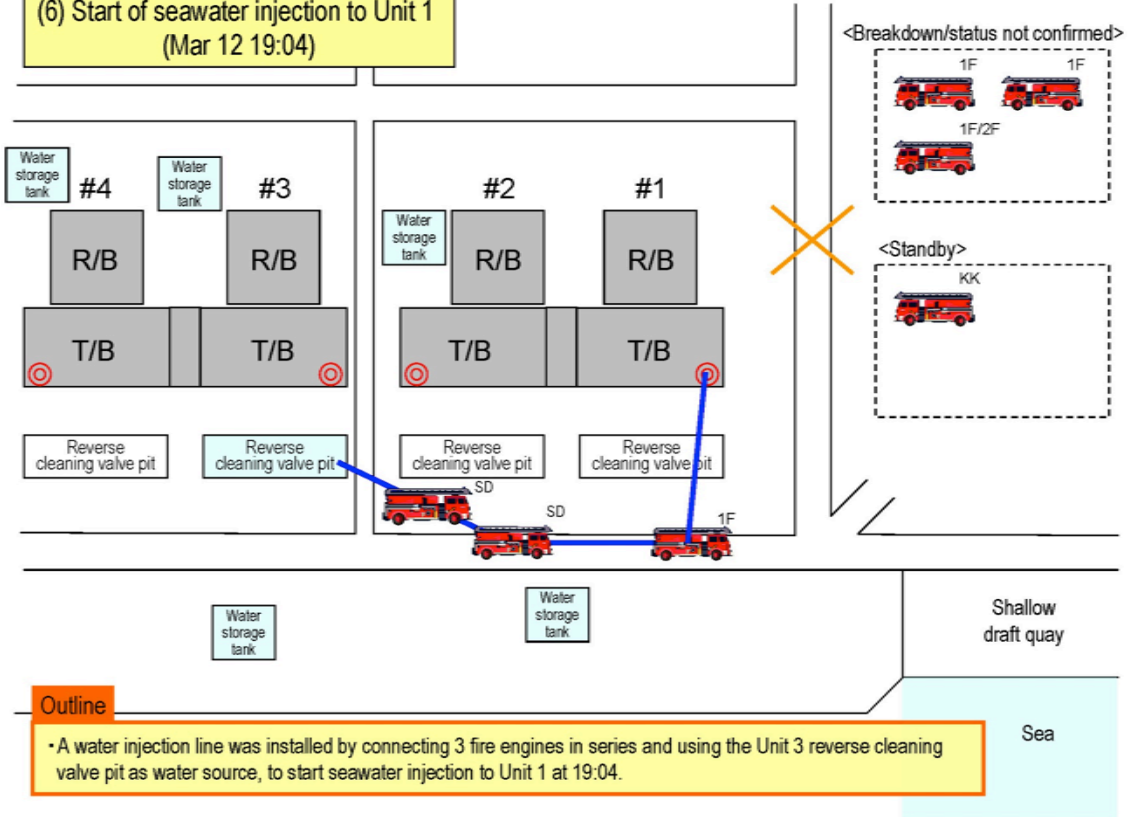 (6) Start of seawater injection to Unit 1
(Mar 12 19:04)
<Breakdown/status not confirmed>
1F
1F
1F/2F
<Standby>
KK
Water
storage
tank
#4
Water
storage
tank
#3
Water
storage
tank
#2
#1
R/B
R/B
R/B
R/B
T/B
T/B
T/B
T/B
Reverse
cleaning valve pit
Reverse
cleaning valve pit
Reverse
cleaning valve pit
Reverse
cleaning valve pit
SD
SD
1F
Water
storage
tank
Water
storage
tank
Shallow
draft quay
Sea
Outline
・A water injection line was installed by connecting 3 fire engines in series and using the Unit 3 reverse cleaning
valve pit as water source, to start seawater injection to Unit 1 at 19:04.